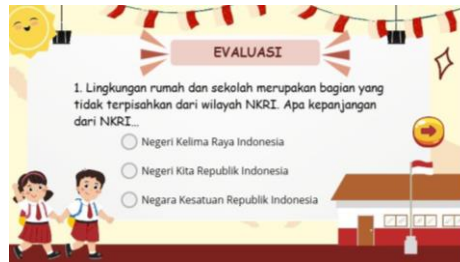 EVALUASI
1. Lingkungan rumah dan sekolah merupakan bagian yang
tidak terpisahkan dari wilayah NKRI. Apa kepanjangan
dari NKRI...
Negeri Kelima Raya Indonesia
Negeri Kita Republik Indonesia
Negara Kesatuan Republik Indonesia